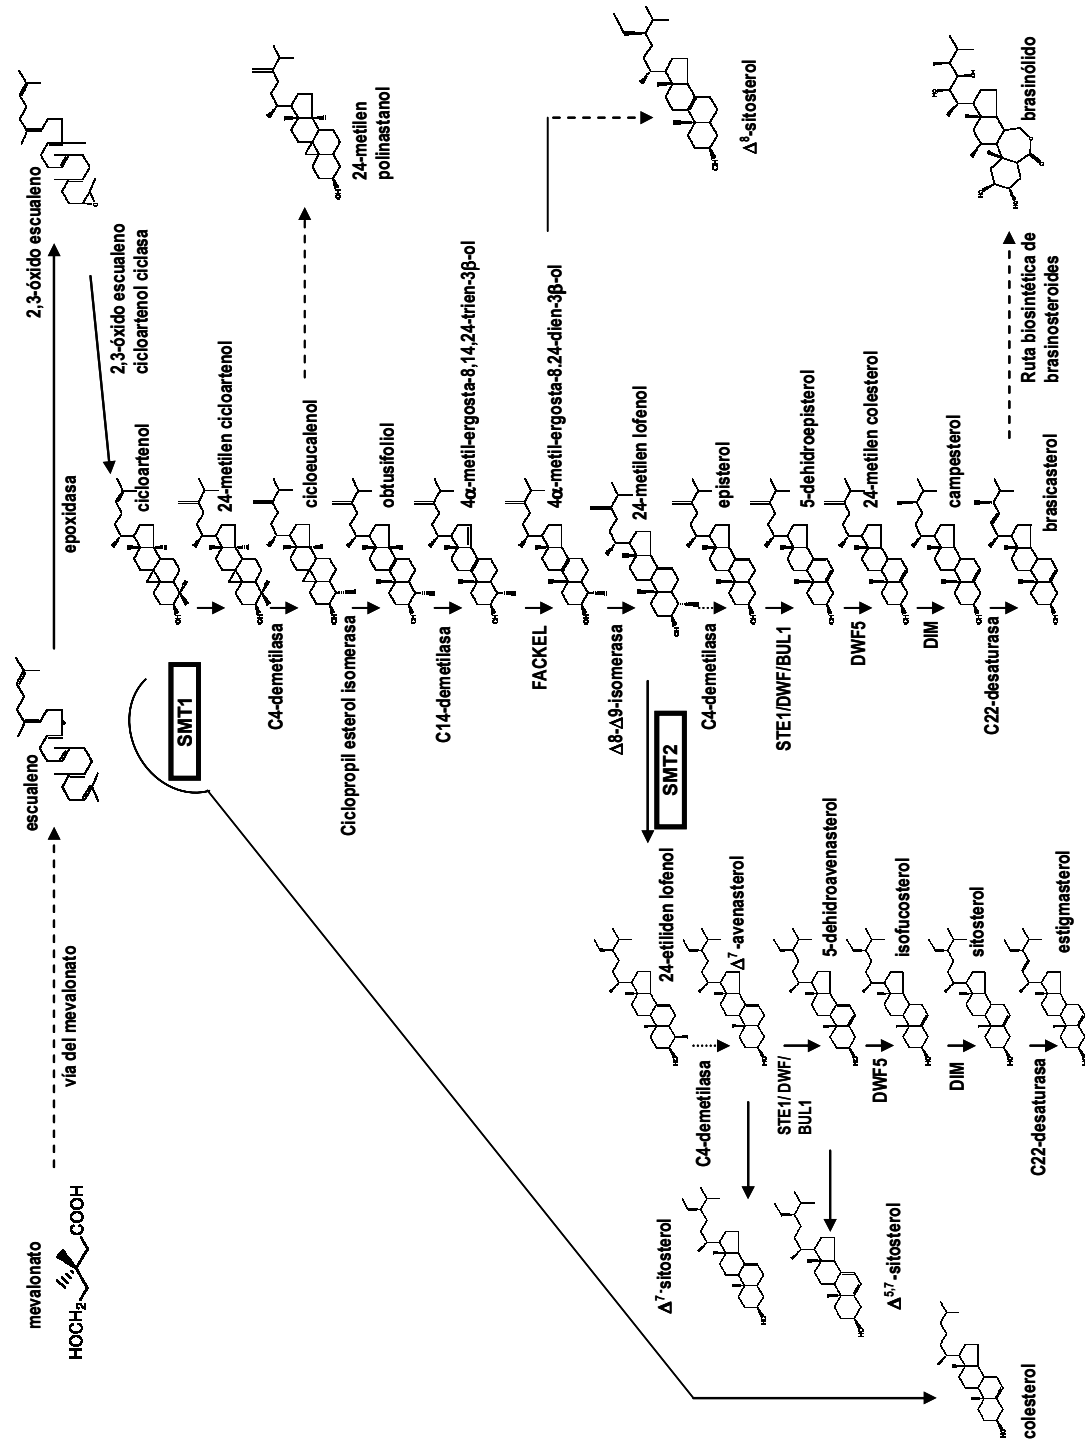 mevalonato
HOCH2
COOH
vía del mevalonato
escualeno
epoxidasa
2,3-óxido escualeno
2,3-óxido escualeno
cicloartenol ciclasa
SMT1
cicloartenol
24-metilen cicloartenol
C4-demetilasa
cicloeucalenol
24-metilen
polinastanol
Ciclopropil esterol isomerasa
obtusifoliol
C14-demetilasa
4α-metil-ergosta-8,14,24-trien-3β-ol
FACKEL
4α-metil-ergosta-8.24-dien-3β-ol
Δ8-sitosterol
Δ8-Δ9-isomerasa
24-metilen lofenol
SMT2
C4-demetilasa
episterol
STE1/DWF/BUL1
5-dehidroepisterol
DWF5
24-metilen colesterol
DIM
campesterol
C22-desaturasa
brasicasterol
Ruta biosintética de
brasinosteroides
brasinólido
24-etiliden lofenol
C4-demetilasa
Δ7-avenasterol
Δ7-sitosterol
STE1/ DWF/
BUL1
5-dehidroavenasterol
Δ5,7-sitosterol
DWF5
isofucosterol
DIM
sitosterol
C22-desaturasa
estigmasterol
colesterol